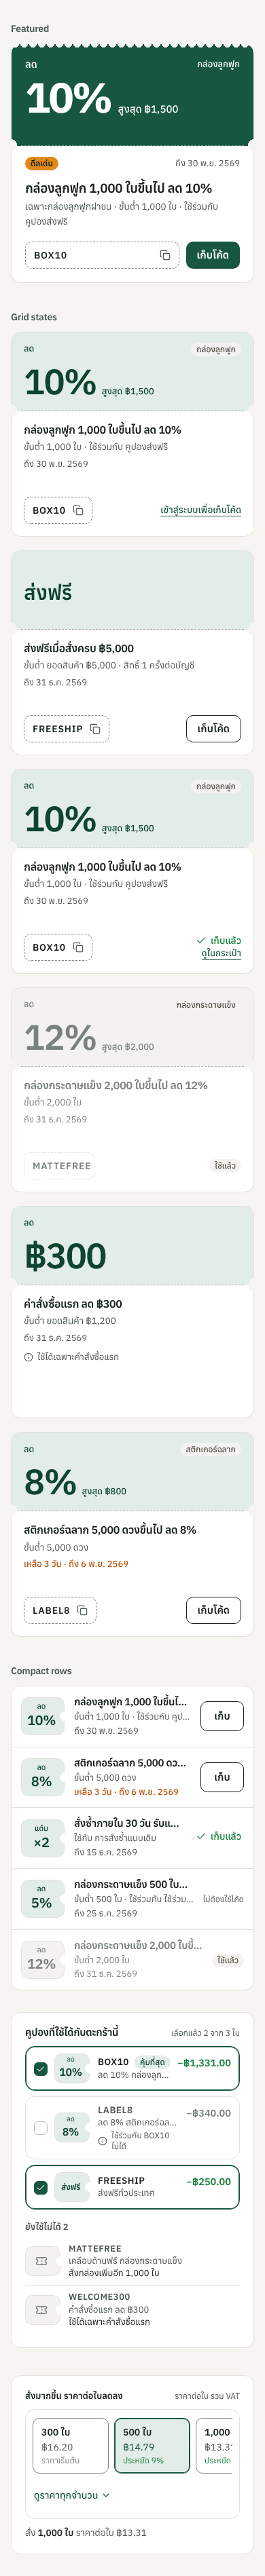 Featured
ลด
กล่องลูกฟูก
10% สูงสุด ฿1,500
ดีลเด่น
ถึง 30 พ.ย. 2569
กล่องลูกฟูก 1,000 ใบขึ้นไป ลด 10%
เฉพาะกล่องลูกฟูกฝาชน · ขั้นต่ำ 1,000 ใบ · ใช้ร่วมกับ
คูปองส่งฟรี
BOX10
เก็บโค้ด
Grid states
ลด
กล่องลูกฟูก
10% สูงสุด ฿1,500
กล่องลูกฟูก 1,000 ใบขึ้นไป ลด 10%
ขั้นต่ำ 1,000 ใบ · ใช้ร่วมกับ คูปองส่งฟรี
ถึง 30 พ.ย. 2569
BOX10
เข้าสู่ระบบเพื่อเก็บโค้ด
ส่งฟรี
ส่งฟรีเมื่อสั่งครบ ฿5,000
ขั้นต่ำ ยอดสินค้า ฿5,000 · สิทธิ์ 1 ครั้งต่อบัญชี
ถึง 31 ธ.ค. 2569
FREESHIP
เก็บโค้ด
ลด
กล่องลูกฟูก
10% สูงสุด ฿1,500
กล่องลูกฟูก 1,000 ใบขึ้นไป ลด 10%
ขั้นต่ำ 1,000 ใบ · ใช้ร่วมกับ คูปองส่งฟรี
ถึง 30 พ.ย. 2569
BOX10
เก็บแล้ว
ดูในกระเป๋า
ลด
กล่องกระดาษแข็ง
12% สูงสุด ฿2,000
กล่องกระดาษแข็ง 2,000 ใบขึ้นไป ลด 12%
ขั้นต่ำ 2,000 ใบ
ถึง 31 ธ.ค. 2569
MATTEFREE
ใช้แล้ว
ลด
฿300
คำสั่งซื้อแรก ลด ฿300
ขั้นต่ำ ยอดสินค้า ฿1,200
ถึง 31 ธ.ค. 2569
ใช้ได้เฉพาะคำสั่งซื้อแรก
ลด
สติกเกอร์ฉลาก
8% สูงสุด ฿800
สติกเกอร์ฉลาก 5,000 ดวงขึ้นไป ลด 8%
ขั้นต่ำ 5,000 ดวง
เหลือ 3 วัน · ถึง 6 พ.ย. 2569
LABEL8
เก็บโค้ด
Compact rows
ลด
10%
กล่องลูกฟูก 1,000 ใบขึ้นไ...
ขั้นต่ำ 1,000 ใบ · ใช้ร่วมกับ คูป...
ถึง 30 พ.ย. 2569
เก็บ
ลด
8%
สติกเกอร์ฉลาก 5,000 ดว...
ขั้นต่ำ 5,000 ดวง
เหลือ 3 วัน · ถึง 6 พ.ย. 2569
เก็บ
แต้ม
×2
สั่งซ้ำภายใน 30 วัน รับแ...
ใช้กับ การสั่งซ้ำแบบเดิม
ถึง 15 ธ.ค. 2569
เก็บแล้ว
ลด
5%
กล่องกระดาษแข็ง 500 ใบ...
ขั้นต่ำ 500 ใบ · ใช้ร่วมกับ ใช้ร่วม...
ถึง 25 ธ.ค. 2569
ไม่ต้องใช้โค้ด
ลด
12%
กล่องกระดาษแข็ง 2,000 ใบขึ้...
ขั้นต่ำ 2,000 ใบ
ถึง 31 ธ.ค. 2569
ใช้แล้ว
คูปองที่ใช้ได้กับตะกร้านี้
เลือกแล้ว 2 จาก 3 ใบ
ลด
10%
BOX10 คุ้มที่สุด −฿1,331.00
ลด 10% กล่องลูก...
ลด
8%
LABEL8 −฿340.00
ลด 8% สติกเกอร์ฉลา...
ใช้ร่วมกับ BOX10
ไม่ได้
ส่งฟรี
FREESHIP −฿250.00
ส่งฟรีทั่วประเทศ
ยังใช้ไม่ได้ 2
MATTEFREE
เคลือบด้านฟรี กล่องกระดาษแข็ง
สั่งกล่องเพิ่มอีก 1,000 ใบ
WELCOME300
คำสั่งซื้อแรก ลด ฿300
ใช้ได้เฉพาะคำสั่งซื้อแรก
สั่งมากขึ้น ราคาต่อใบลดลง
ราคาต่อใบ รวม VAT
300 ใบ
฿16.20
ราคาเริ่มต้น
500 ใบ
฿14.79
ประหยัด 9%
1,000
฿13.31
ประหยัด
ดูราคาทุกจำนวน
สั่ง 1,000 ใบ ราคาต่อใบ ฿13.31